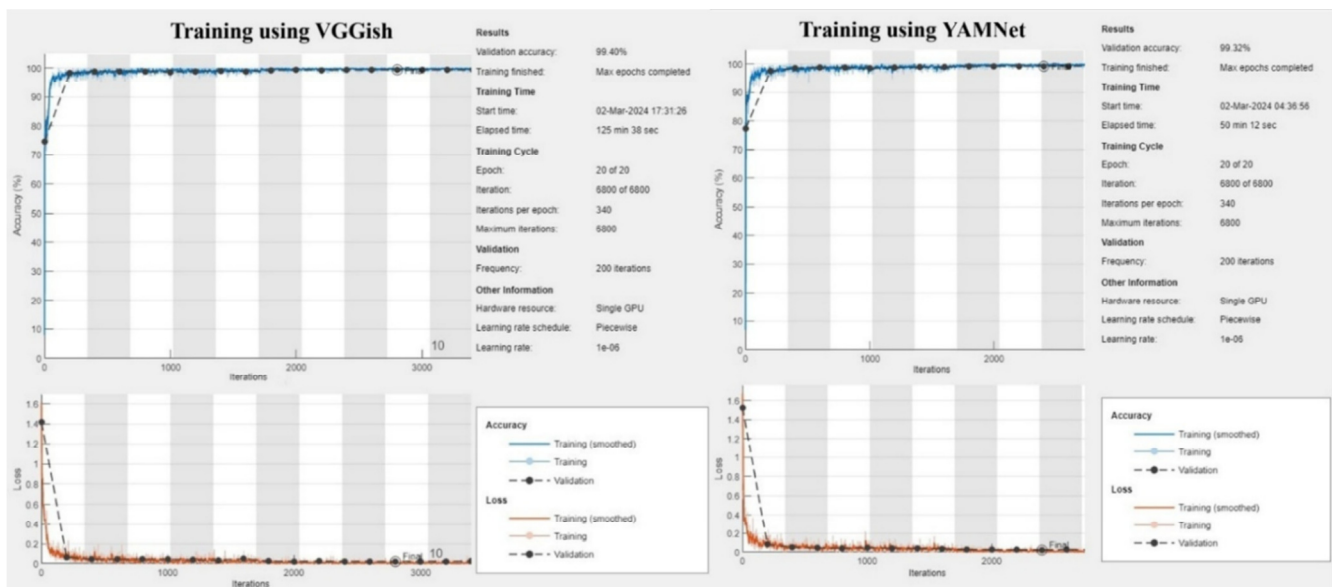 Training using VGGish
Accuracy (%)
100
90
80
70
60
50
40
30
20
10
0
Final
10
0
1000
2000
3000
Iterations
Loss
1.6
1.4
1.2
1
0.8
0.6
0.4
0.2
0
Final
10
0
1000
2000
3000
Iterations
Results
Validation accuracy: 99.40%
Training finished: Max epochs completed
Training Time
Start time: 02-Mar-2024 17:31:26
Elapsed time: 125 min 38 sec
Training Cycle
Epoch: 20 of 20
Iteration: 6800 of 6800
Iterations per epoch: 340
Maximum iterations: 6800
Validation
Frequency: 200 iterations
Other Information
Hardware resource: Single GPU
Learning rate schedule: Piecewise
Learning rate: 1e-06
Accuracy
Training (smoothed)
Training
Validation
Loss
Training (smoothed)
Training
Validation
Training using YAMNet
Accuracy (%)
100
90
80
70
60
50
40
30
20
10
0
0
1000
2000
Iterations
Loss
1.6
1.4
1.2
1
0.8
0.6
0.4
0.2
0
Final
0
1000
2000
Iterations
Results
Validation accuracy: 99.32%
Training finished: Max epochs completed
Training Time
Start time: 02-Mar-2024 04:36:56
Elapsed time: 50 min 12 sec
Training Cycle
Epoch: 20 of 20
Iteration: 6800 of 6800
Iterations per epoch: 340
Maximum iterations: 6800
Validation
Frequency: 200 iterations
Other Information
Hardware resource: Single GPU
Learning rate schedule: Piecewise
Learning rate: 1e-06
Accuracy
Training (smoothed)
Training
Validation
Loss
Training (smoothed)
Training
Validation